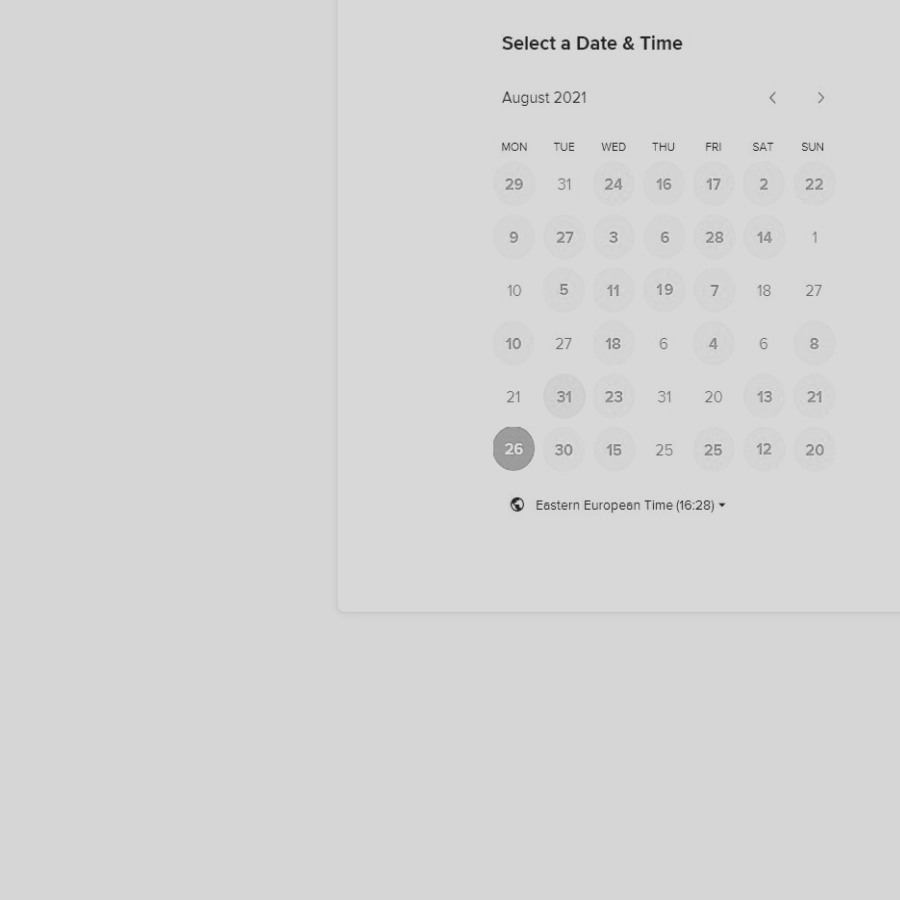 Select a Date & Time
August 2021
MON TUE WED THU FRI SAT SUN
29 31 24 16 17 2 22
9 27 3 6 28 14 1
10 5 11 19 7 18 27
10 27 18 6 4 6 8
21 31 23 31 20 13 21
26 30 15 25 25 12 20
Eastern European Time (16:28)